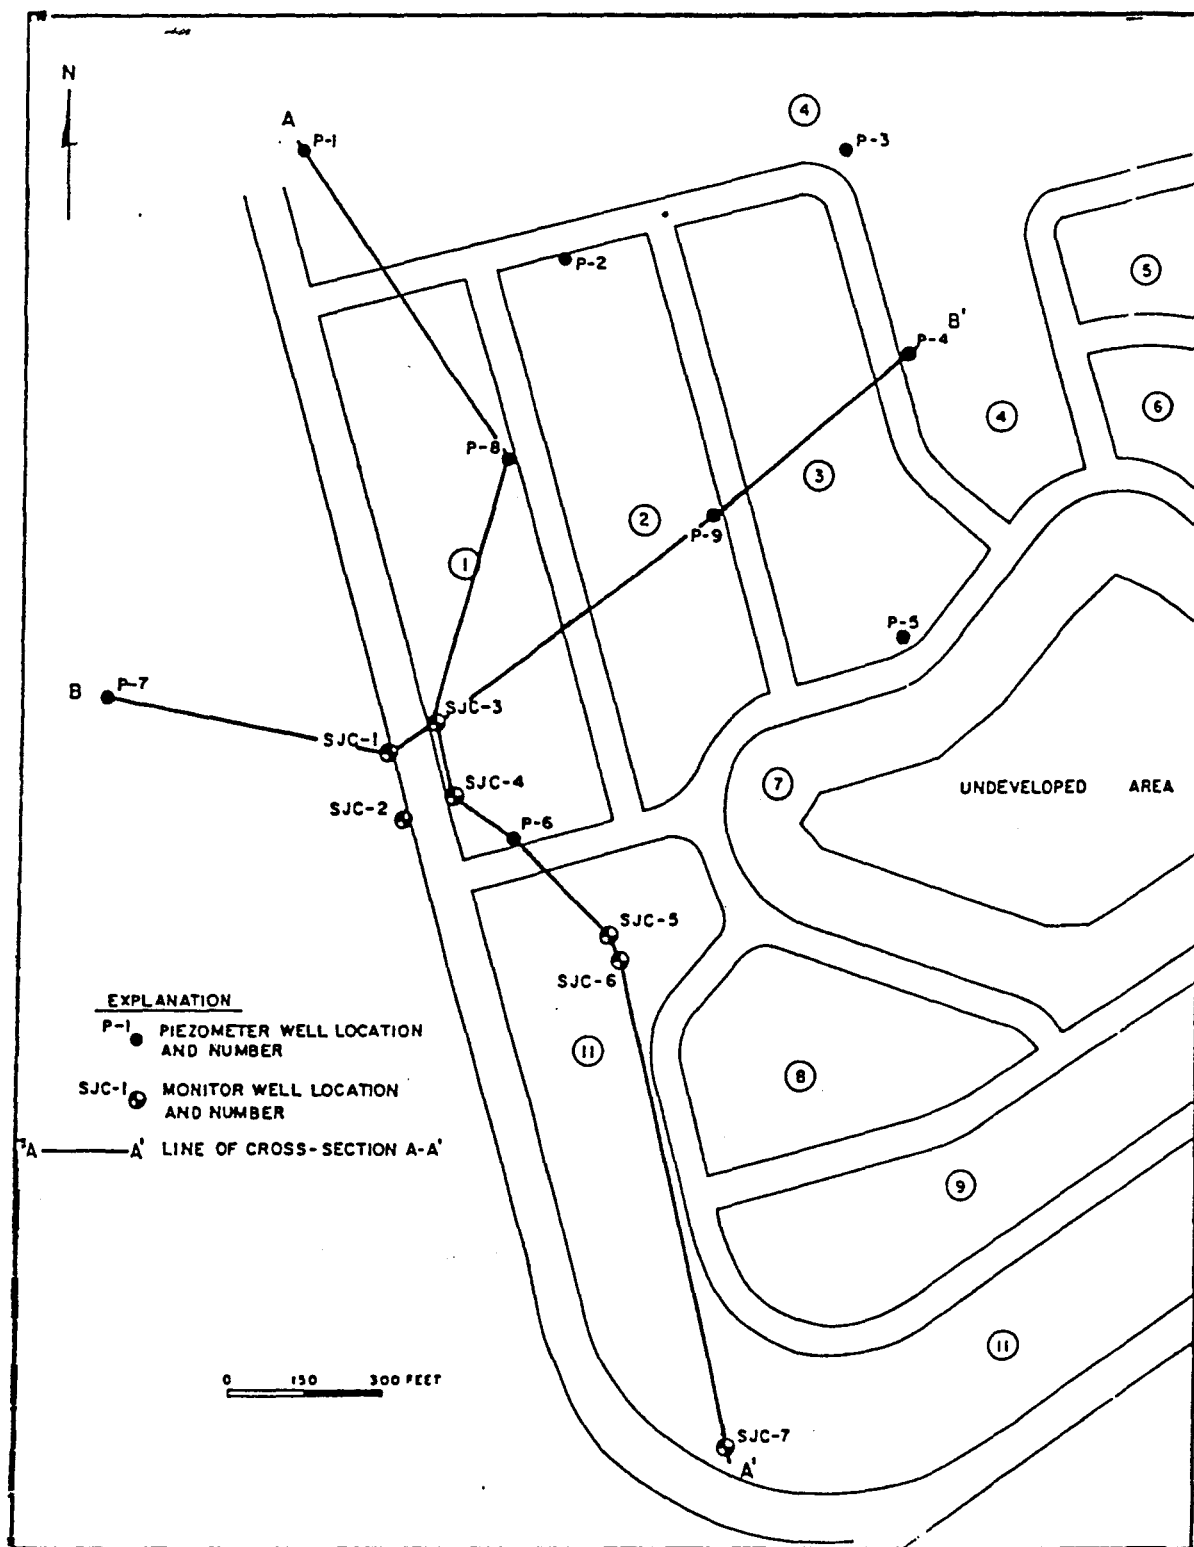 N
A
P-1
4
P-3
P-2
5
B'
P-4
6
4
P-8
3
2
P-9
1
P-5
B
P-7
SJC-3
SJC-1
SJC-4
7
UNDEVELOPED AREA
SJC-2
P-6
SJC-5
SJC-6
EXPLANATION
P-1 PIEZOMETER WELL LOCATION
AND NUMBER
11
8
SJC-1 MONITOR WELL LOCATION
AND NUMBER
A A' LINE OF CROSS-SECTION A-A'
9
11
0 150 300 FEET
SJC-7
A'